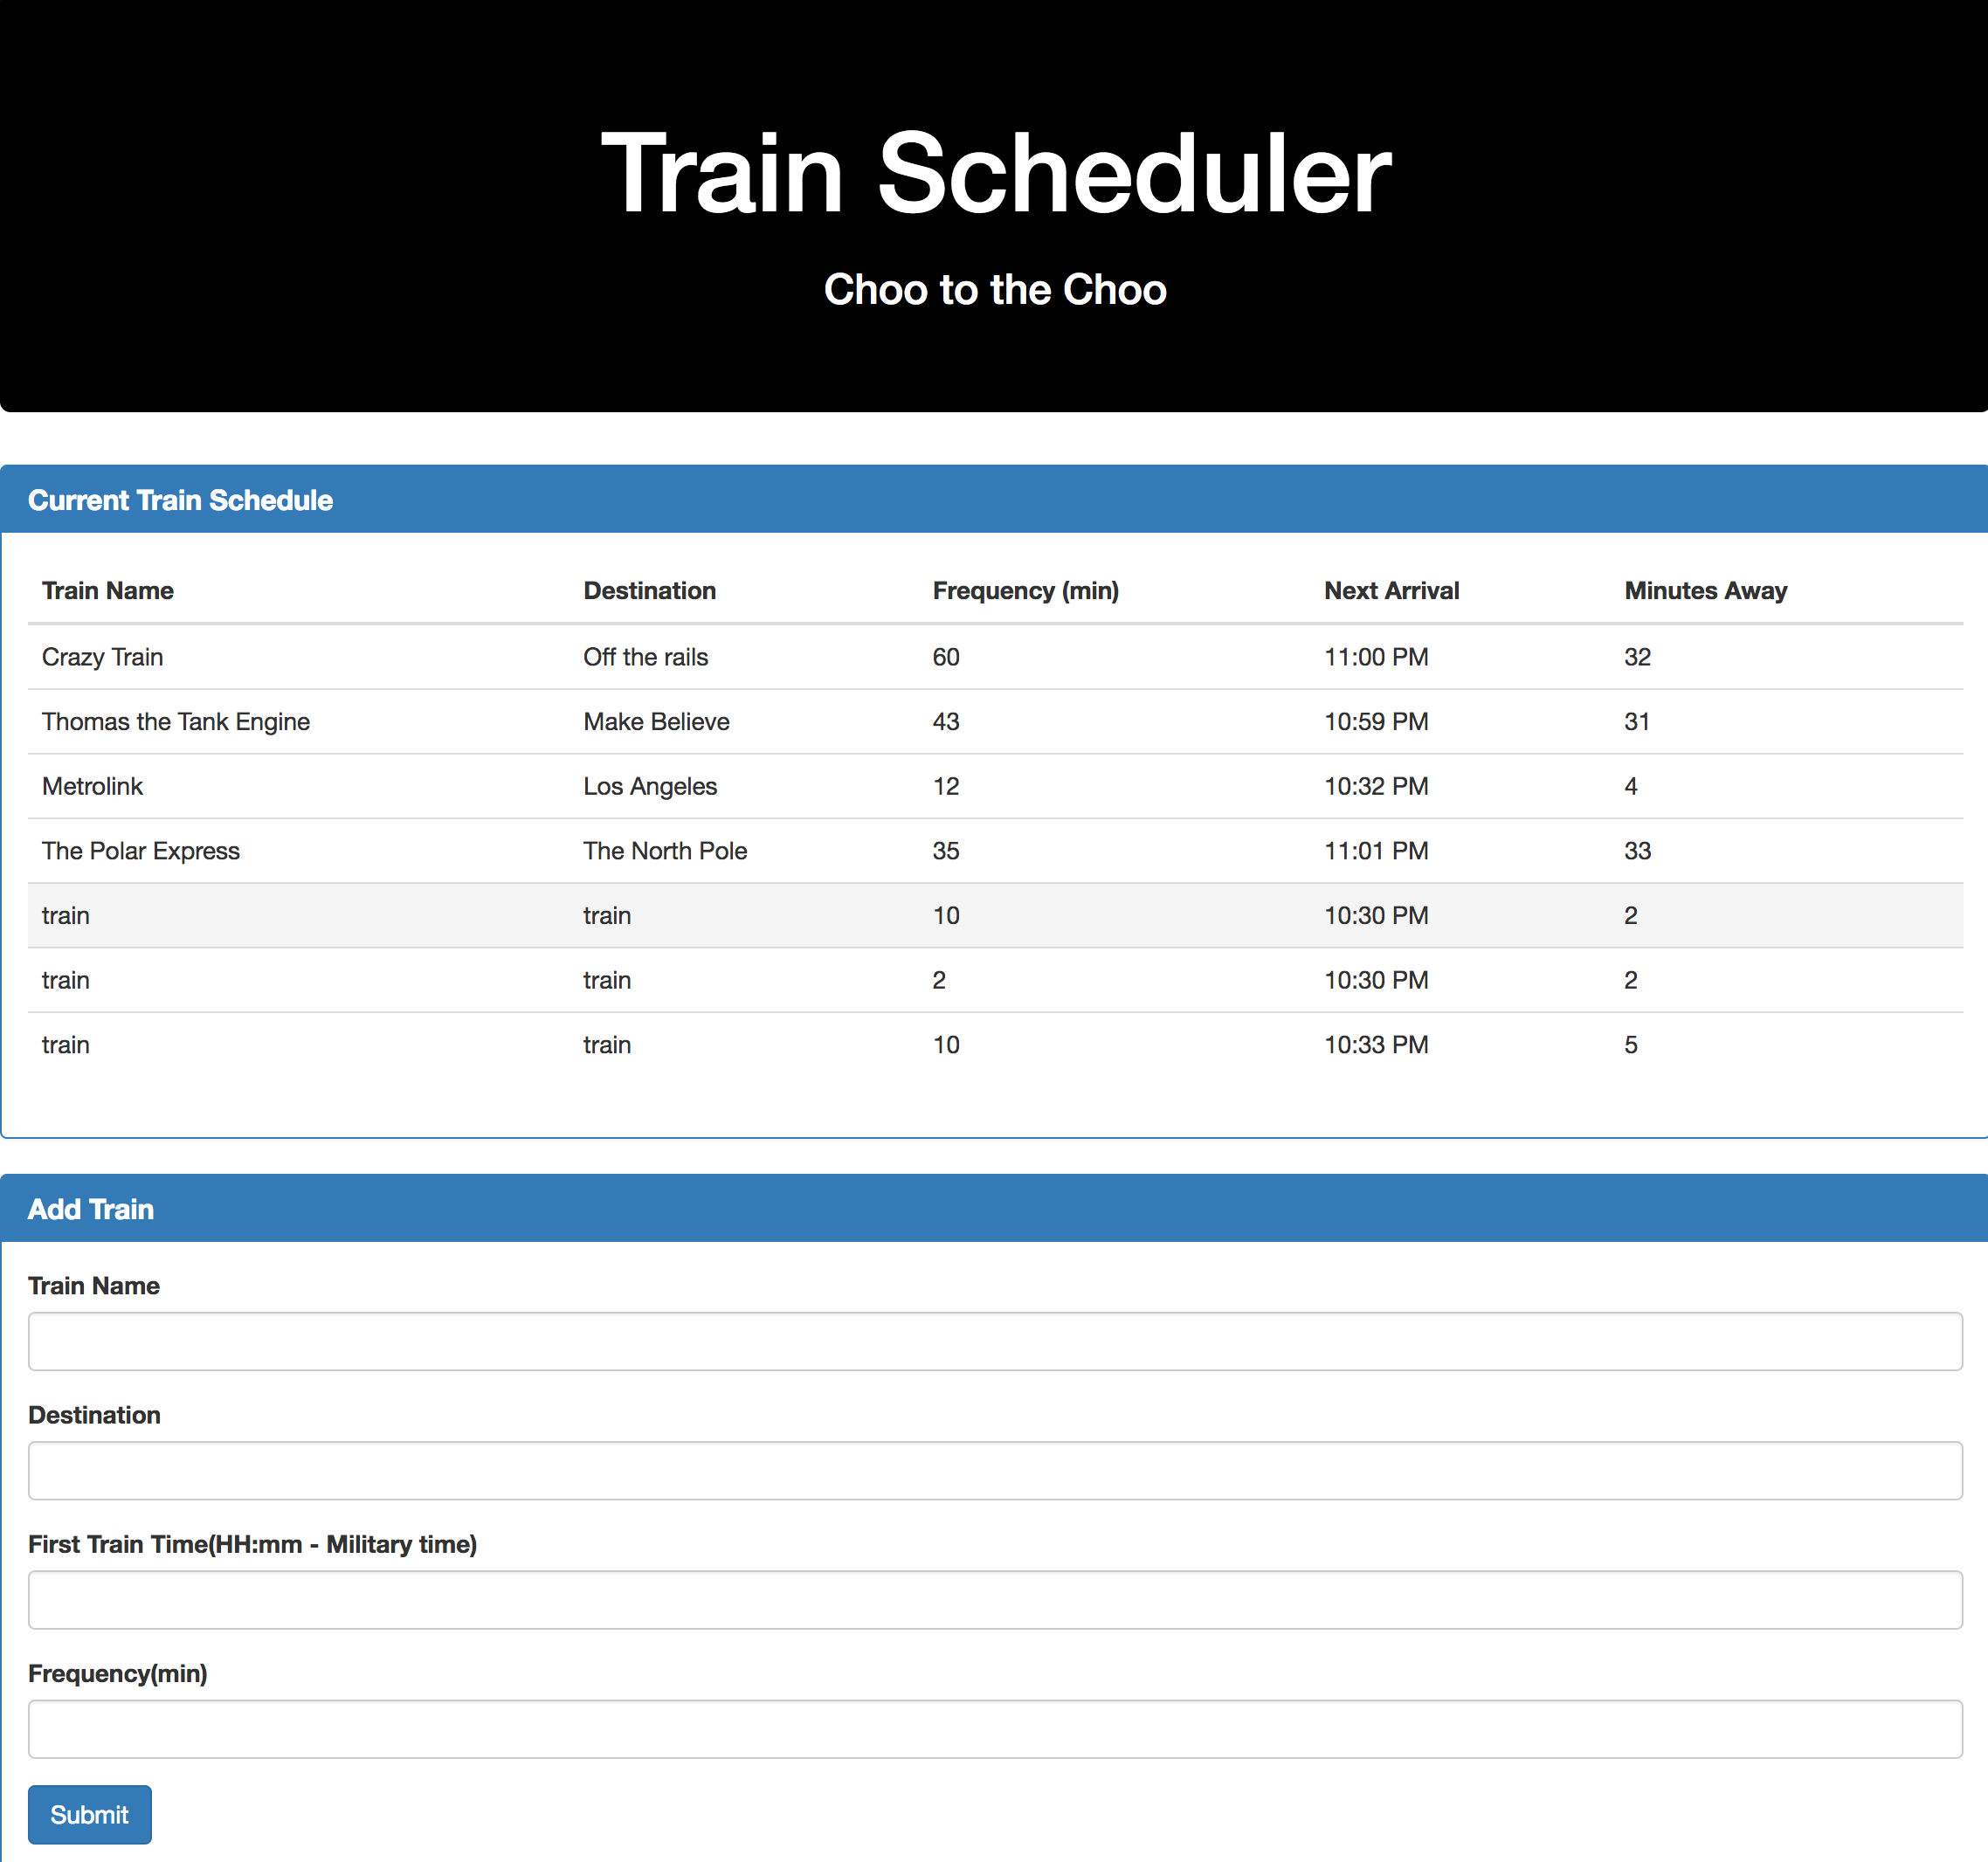 Train Scheduler
Choo to the Choo
Current Train Schedule
Train Name Destination Frequency (min) Next Arrival Minutes Away
Crazy Train Off the rails 60 11:00 PM 32
Thomas the Tank Engine Make Believe 43 10:59 PM 31
Metrolink Los Angeles 12 10:32 PM 4
The Polar Express The North Pole 35 11:01 PM 33
train train 10 10:30 PM 2
train train 2 10:30 PM 2
train train 10 10:33 PM 5
Add Train
Train Name
Destination
First Train Time(HH:mm - Military time)
Frequency(min)
Submit